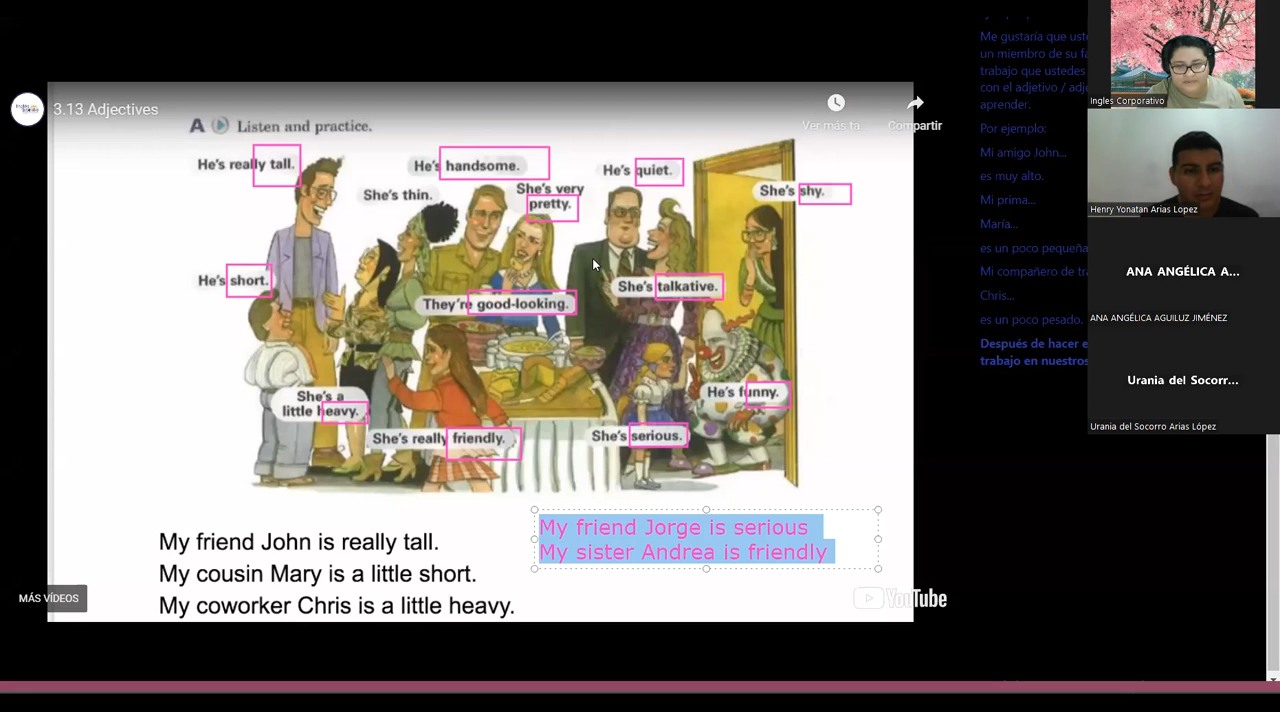 3.13 Adjectives
Ver más ta...
Compartir
A Listen and practice.
He's really tall.
He's handsome.
He's quiet.
She's thin.
She's very
pretty.
She's shy.
He's short.
They're good-looking.
She's talkative.
She's a
little heavy.
He's funny.
She's really friendly.
She's serious.
My friend Jorge is serious
My sister Andrea is friendly
My friend John is really tall.
My cousin Mary is a little short.
My coworker Chris is a little heavy.
MÁS VÍDEOS
YouTube
Me gustaría que
un miembro de su
trabajo que ustedes
con el adjetivo /
aprender.
Por ejemplo:
Mi amigo John...
es muy alto.
Mi prima...
María...
es un poco pequeña
Mi compañero de
Chris...
es un poco pesado.
Después de hacer
trabajo en nuestros
Ingles Corporativo
Henry Yonatan Arias Lopez
ANA ANGÉLICA A...
ANA ANGÉLICA AGUILUZ JIMÉNEZ
Urania del Socorr...
Urania del Socorro Arias López